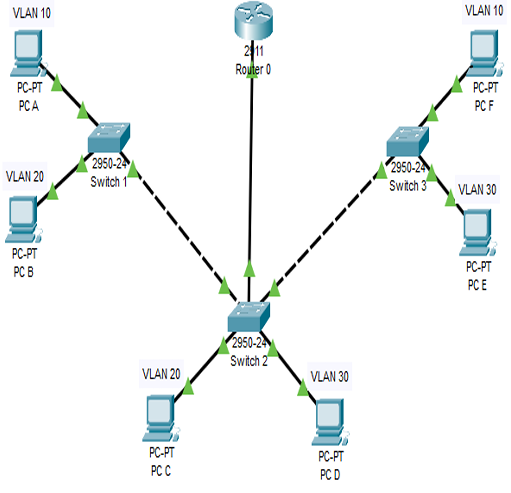 VLAN 10
PC-PT
PC A
VLAN 20
PC-PT
PC B
2950-24
Switch 1
2911
Router 0
VLAN 10
PC-PT
PC F
2950-24
Switch 3
VLAN 30
PC-PT
PC E
2950-24
Switch 2
VLAN 20
PC-PT
PC C
VLAN 30
PC-PT
PC D